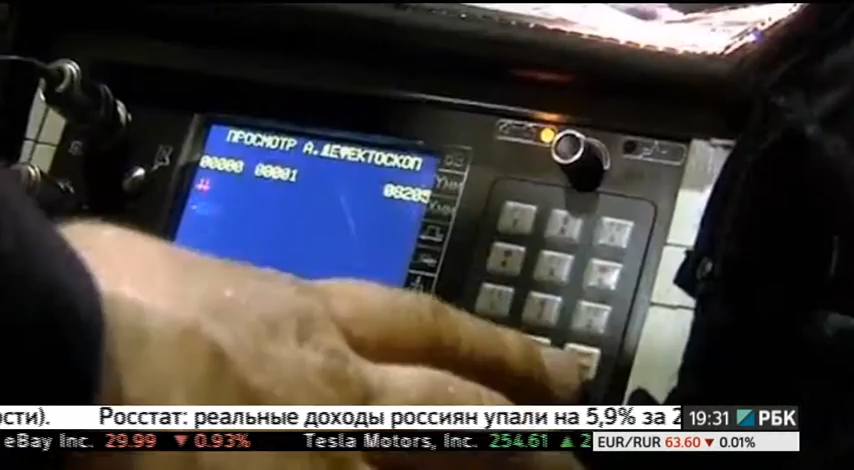 ПРОСМОТР А.ДЕФЕКТОСКОП
00000 00001
08205
ости). Росстат: реальные доходы россиян упали на 5,9% за 2
19:31 РБК
eBay Inc. 29.99 ▼ 0.93% Tesla Motors, Inc. 254.61 ▲ 2
EUR/RUR 63.60 ▼ 0.01%